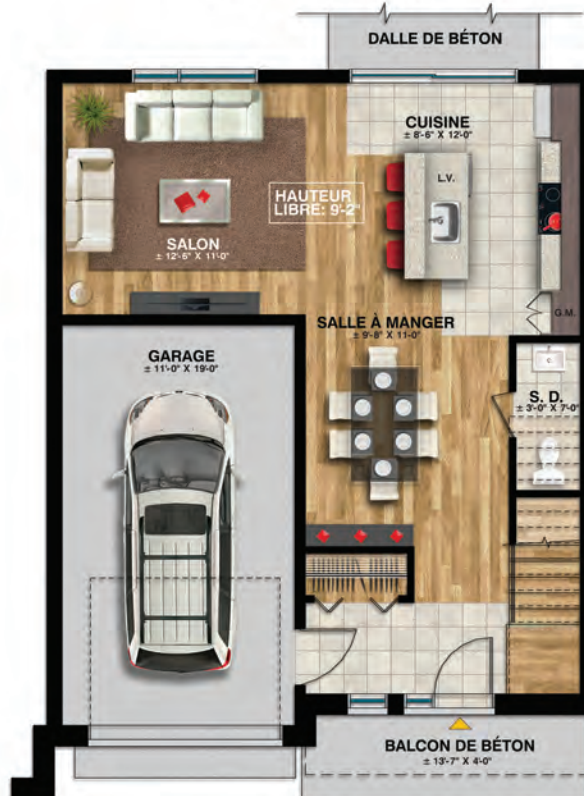 DALLE DE BÉTON
CUISINE
± 8'-6" X 12'-0"
L.V.
HAUTEUR
LIBRE: 9'-2"
SALON
± 12'-6" X 11'-0"
G.M.
SALLE À MANGER
± 9'-8" X 11'-0"
GARAGE
± 11'-0" X 19'-0"
S. D.
± 3'-0" X 7'-0"
BALCON DE BÉTON
± 13'-7" X 4'-0"